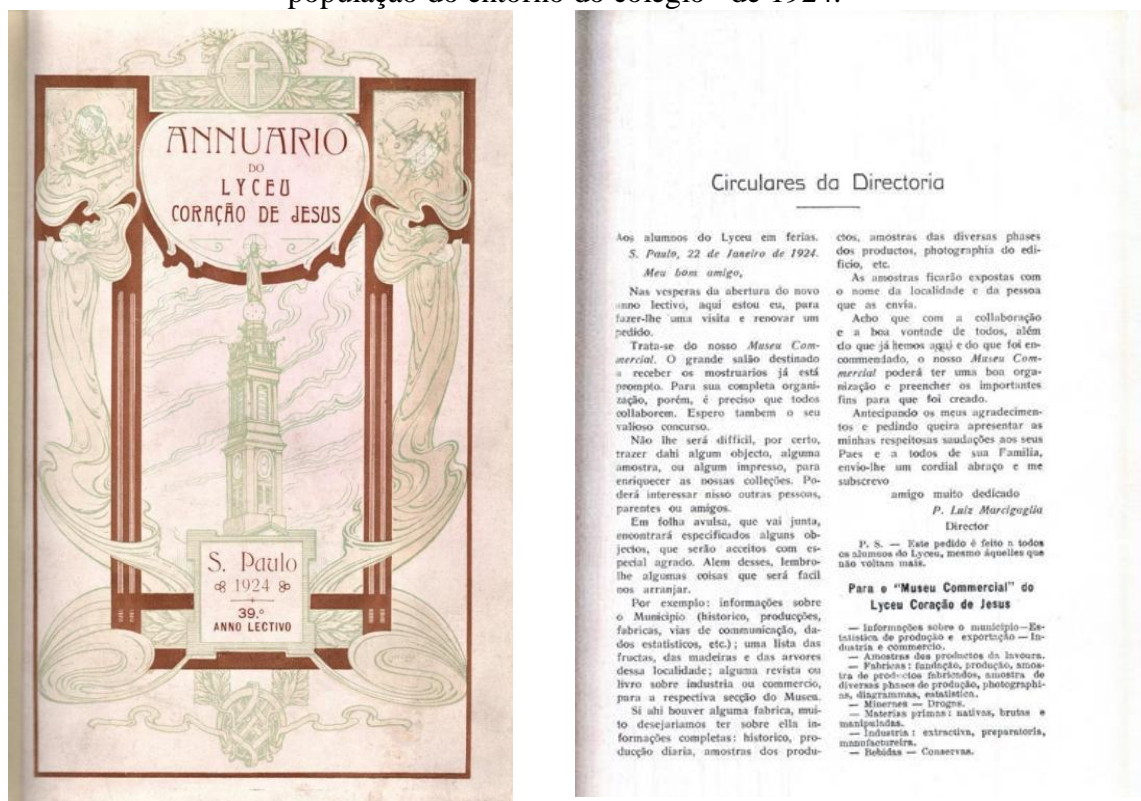 população do entorno do colégio" de 1924.
ANNUARIO
DO
LYCEU
CORAÇÃO DE JESUS
S. Paulo
1924
39.º
ANNO LECTIVO
Circulares da Directoria
Aos alumnos do Lyceu em ferias.
S. Paulo, 22 de Janeiro de 1924.
Meu bom amigo,
Nas vesperas da abertura do novo
anno lectivo, aqui estou eu, para
fazer-lhe uma visita e renovar um
pedido.
Trata-se do nosso Museu Com-
mercial. O grande salão destinado
a receber os mostruarios já está
prompto. Para sua completa organi-
zação, porém, é preciso que todos
collaborem. Espero tambem o seu
valioso concurso.
Não lhe será difficil, por certo,
trazer dahi algum objecto, alguma
amostra, ou algum impresso, para
enriquecer as nossas collecções. Po-
derá interessar nisso outras pessoas,
parentes ou amigos.
Em folha avulsa, que vai junta,
encontrará especificados alguns ob-
jectos, que serão acceitos com es-
pecial agrado. Alem desses, lembro-
lhe algumas coisas que será facil
nos arranjar.
Por exemplo: informações sobre
o Municipio (historico, producções,
fabricas, vias de communicação, da-
dos estatisticos, etc.); uma lista das
fructas, das madeiras e das arvores
dessa localidade; alguma revista ou
livro sobre industria ou commercio,
para a respectiva secção do Museu.
Si ahi houver alguma fabrica, mui-
to desejariamos ter sobre ella in-
formações completas: historico, pro-
ducção diaria, amostras dos produ-
ctos, amostras das diversas phases
dos productos, photographia do edi-
ficio, etc.
As amostras ficarão expostas com
o nome da localidade e da pessoa
que as envia.
Acho que com a collaboração
e a boa vontade de todos, além
do que já temos aqui e do que foi en-
commendado, o nosso Museu Com-
mercial poderá ter uma boa orga-
nização e preencher os importantes
fins para que foi creado.
Antecipando os meus agradecimen-
tos e pedindo queira apresentar as
minhas respeitosas saudações aos seus
Paes e a todos de sua Familia,
envio-lhe um cordial abraço e me
subscrevo
amigo muito dedicado
P. Luiz Marcigaglia
Director
P. S. — Este pedido é feito a todos
os alumnos do Lyceu, mesmo áquelles que
não voltam mais.
Para o "Museu Commercial" do
Lyceu Coração de Jesus
— Informações sobre o municipio — Es-
tatistica de produção e exportação — In-
dustria e commercio.
— Amostras dos productos da lavoura.
— Fabricas: fundação, produção, amos-
tra de productos fabricados, amostra de
diversas phases de produção, photographi-
as, diagrammas, estatistica.
— Mineraes — Drogas.
— Materias primas: nativas, brutas e
manipuladas.
— Industria: extractiva, preparatoria,
manufactureira.
— Bebidas — Conservas.